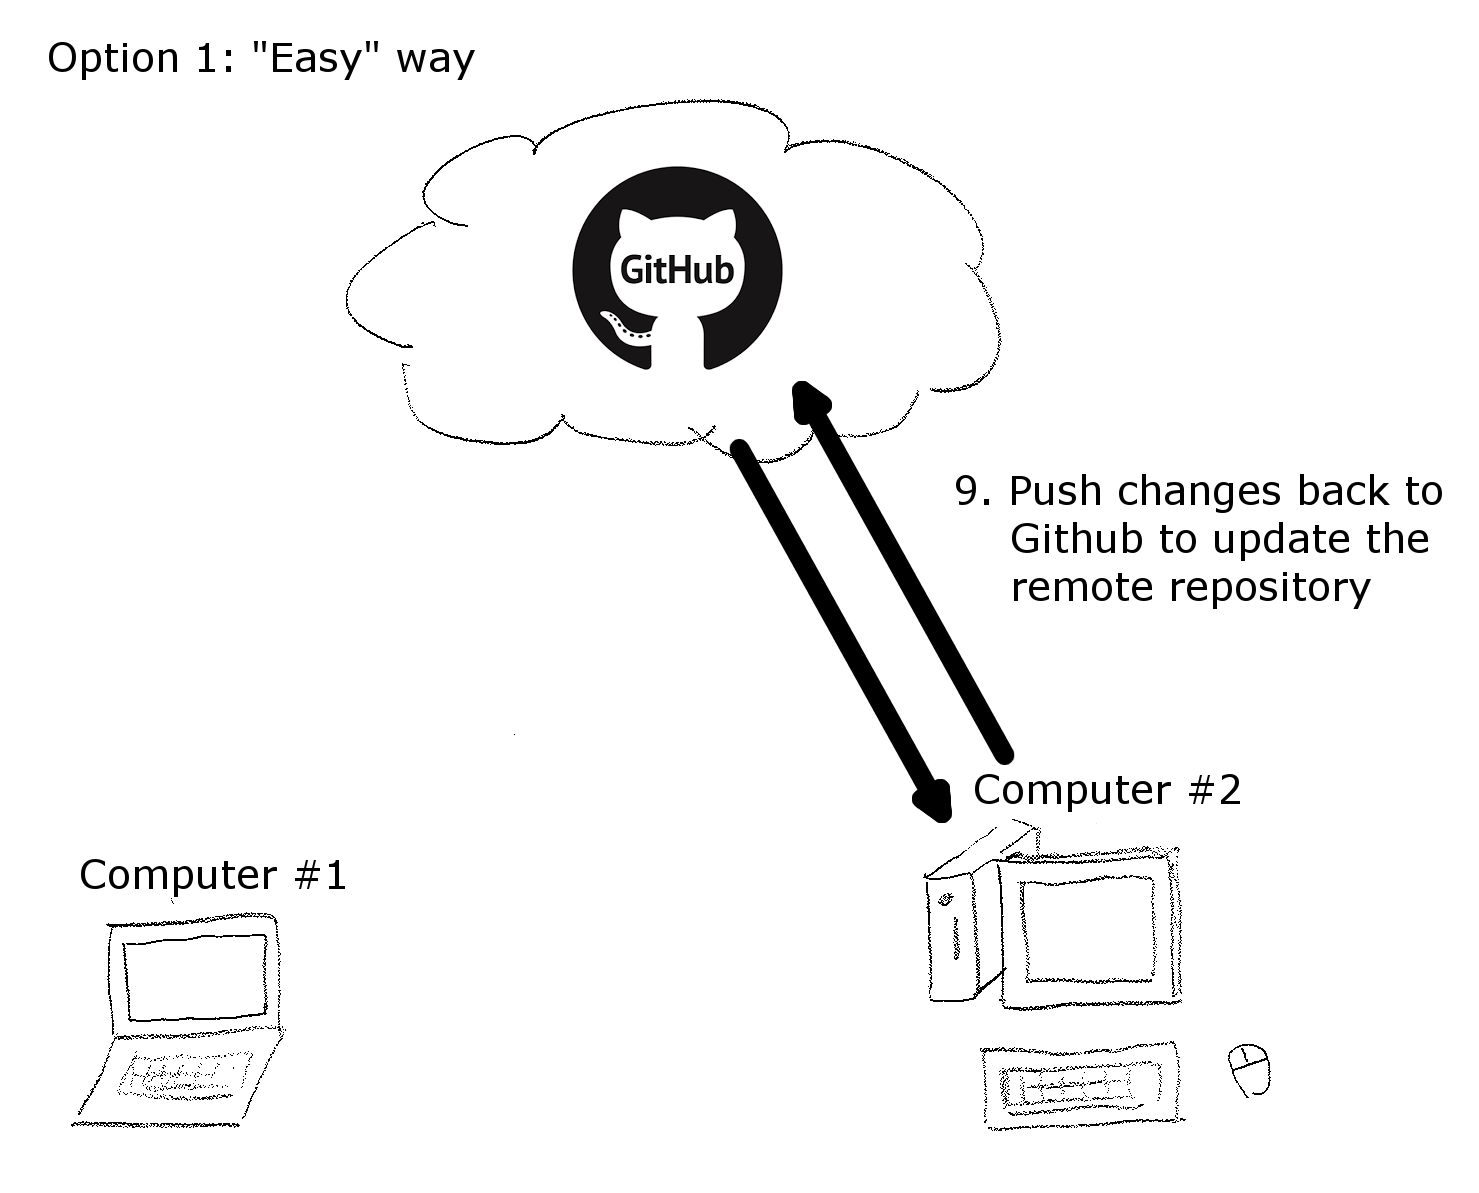 Option 1: "Easy" way
GitHub
9. Push changes back to
Github to update the
remote repository
Computer #2
Computer #1